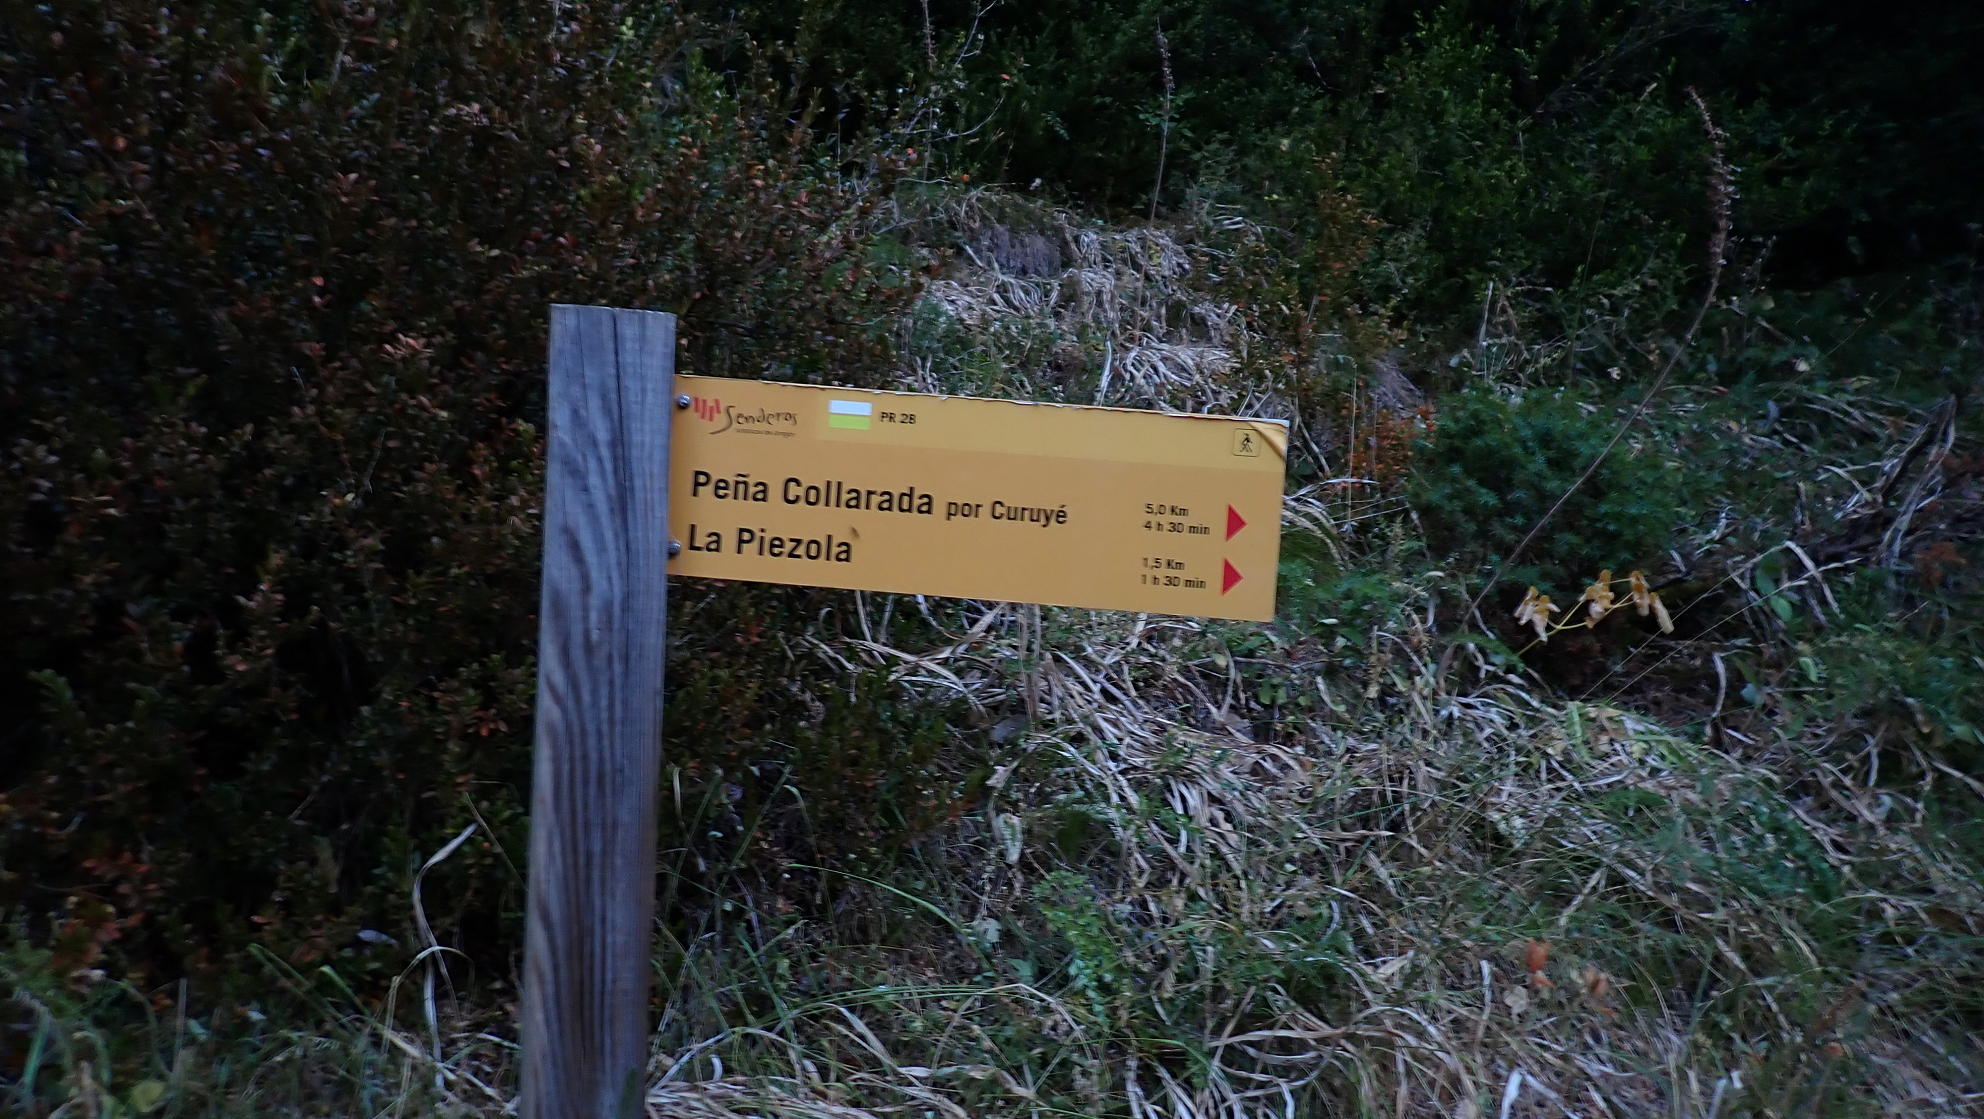 Senderos
PR 28
Peña Collarada por Curuyé
5,0 Km
4 h 30 min
La Piezola
1,5 Km
1 h 30 min